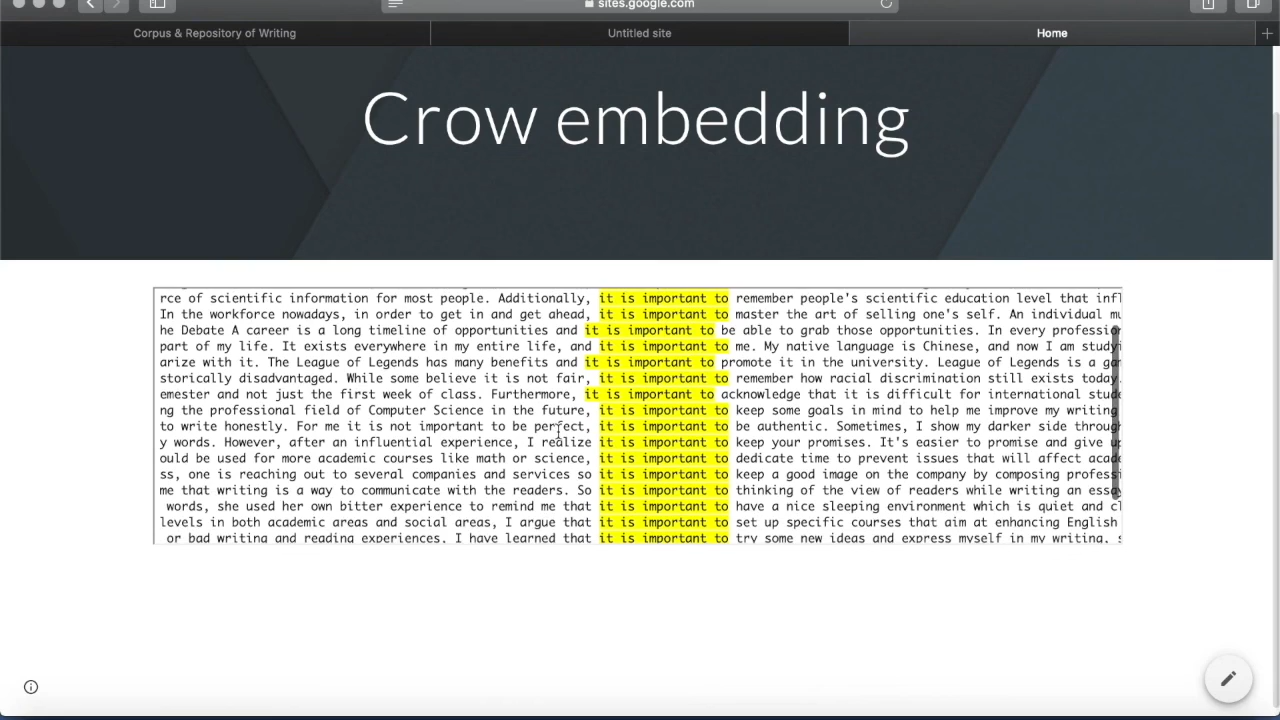 sites.google.com
Corpus & Repository of Writing
Untitled site
Home
Crow embedding
rce of scientific information for most people. Additionally, it is important to remember people's scientific education level that infl
In the workforce nowadays, in order to get in and get ahead, it is important to master the art of selling one's self. An individual mu
he Debate A career is a long timeline of opportunities and it is important to be able to grab those opportunities. In every profession
part of my life. It exists everywhere in my entire life, and it is important to me. My native language is Chinese, and now I am studyi
arize with it. The League of Legends has many benefits and it is important to promote it in the university. League of Legends is a gam
storically disadvantaged. While some believe it is not fair, it is important to remember how racial discrimination still exists today.
emester and not just the first week of class. Furthermore, it is important to acknowledge that it is difficult for international stude
ng the professional field of Computer Science in the future, it is important to keep some goals in mind to help me improve my writing
to write honestly. For me it is not important to be perfect, it is important to be authentic. Sometimes, I show my darker side through
y words. However, after an influential experience, I realize it is important to keep your promises. It's easier to promise and give up
ould be used for more academic courses like math or science, it is important to dedicate time to prevent issues that will affect acade
ss, one is reaching out to several companies and services so it is important to keep a good image on the company by composing professi
me that writing is a way to communicate with the readers. So it is important to thinking of the view of readers while writing an essay
words, she used her own bitter experience to remind me that it is important to have a nice sleeping environment which is quiet and cl
levels in both academic areas and social areas, I argue that it is important to set up specific courses that aim at enhancing English
or bad writing and reading experiences. I have learned that it is important to try some new ideas and express myself in my writing. s